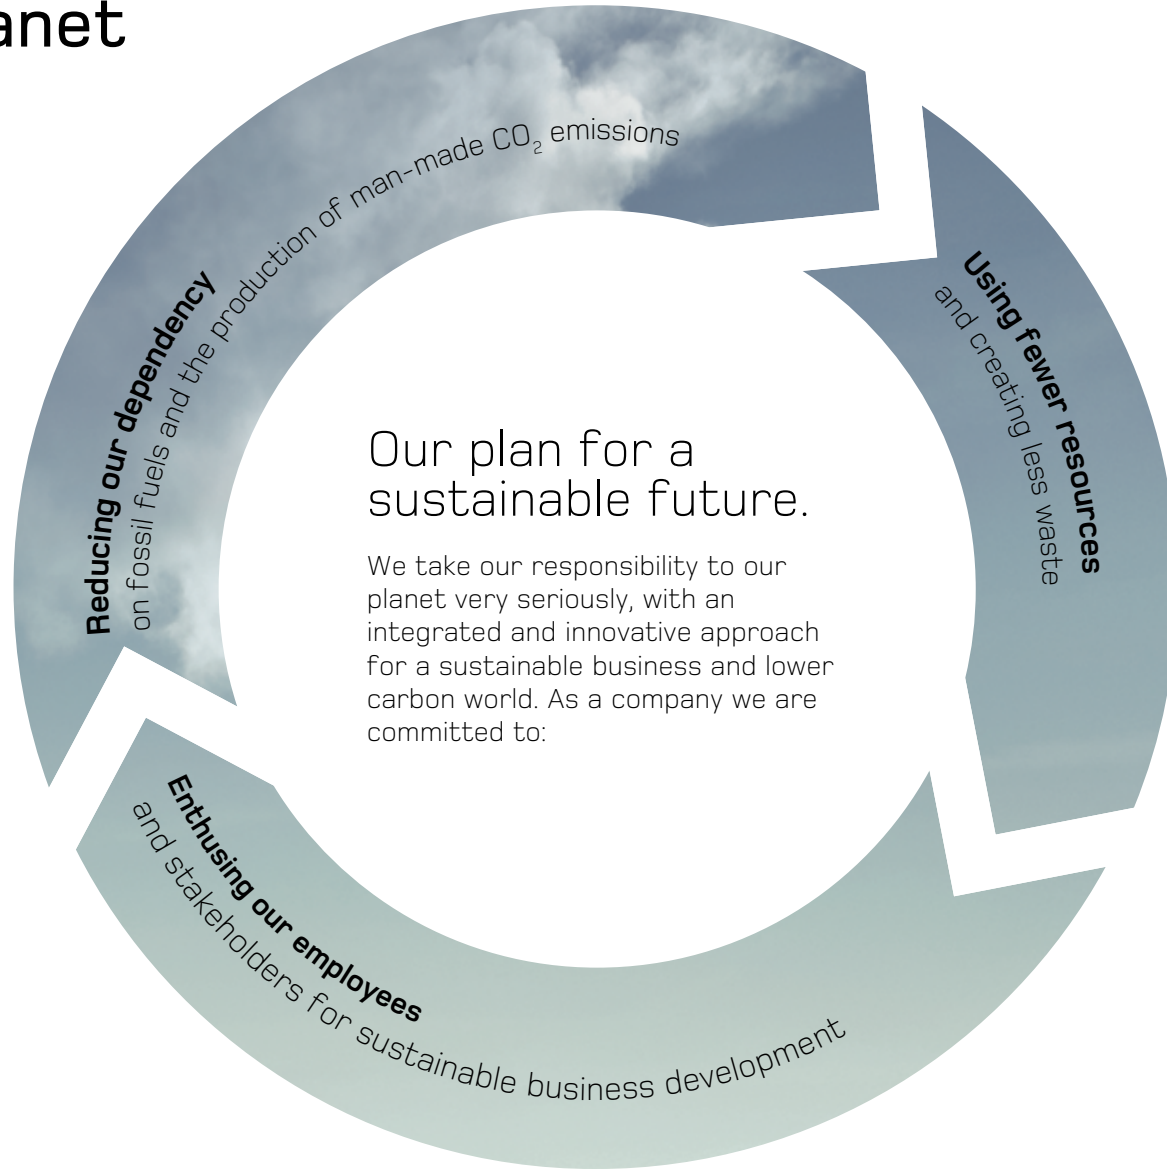 anet
Reducing our dependency
on fossil fuels and the production of man-made CO₂ emissions
Using fewer resources
and creating less waste
Our plan for a
sustainable future.
We take our responsibility to our
planet very seriously, with an
integrated and innovative approach
for a sustainable business and lower
carbon world. As a company we are
committed to:
Enthusing our employees
and stakeholders for sustainable business development